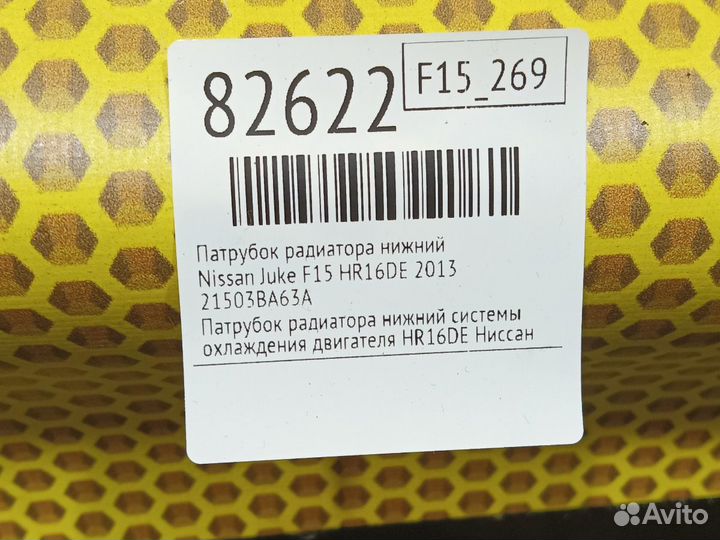 82622
F15_269
Патрубок радиатора нижний
Nissan Juke F15 HR16DE 2013
21503BA63A
Патрубок радиатора нижний системы
охлаждения двигателя HR16DE Ниссан
Avito